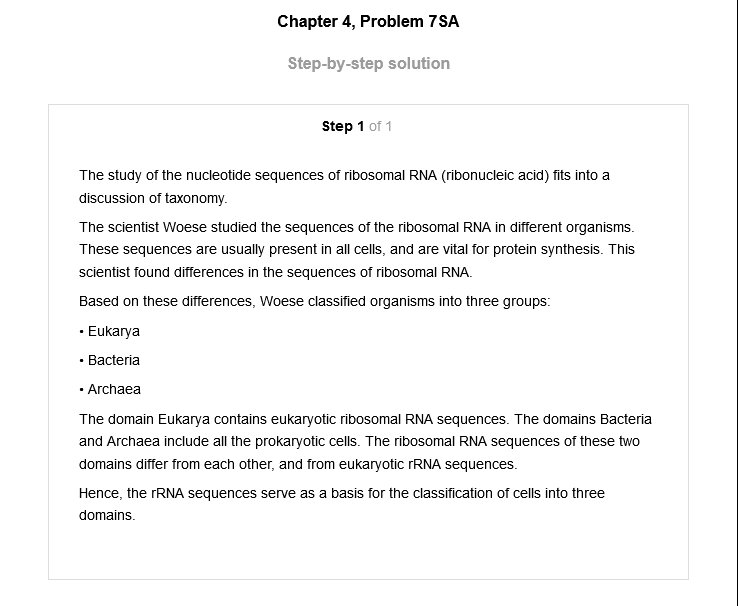 Chapter 4, Problem 7SA
Step-by-step solution
Step 1 of 1
The study of the nucleotide sequences of ribosomal RNA (ribonucleic acid) fits into a
discussion of taxonomy.
The scientist Woese studied the sequences of the ribosomal RNA in different organisms.
These sequences are usually present in all cells, and are vital for protein synthesis. This
scientist found differences in the sequences of ribosomal RNA.
Based on these differences, Woese classified organisms into three groups:
• Eukarya
• Bacteria
• Archaea
The domain Eukarya contains eukaryotic ribosomal RNA sequences. The domains Bacteria
and Archaea include all the prokaryotic cells. The ribosomal RNA sequences of these two
domains differ from each other, and from eukaryotic rRNA sequences.
Hence, the rRNA sequences serve as a basis for the classification of cells into three
domains.